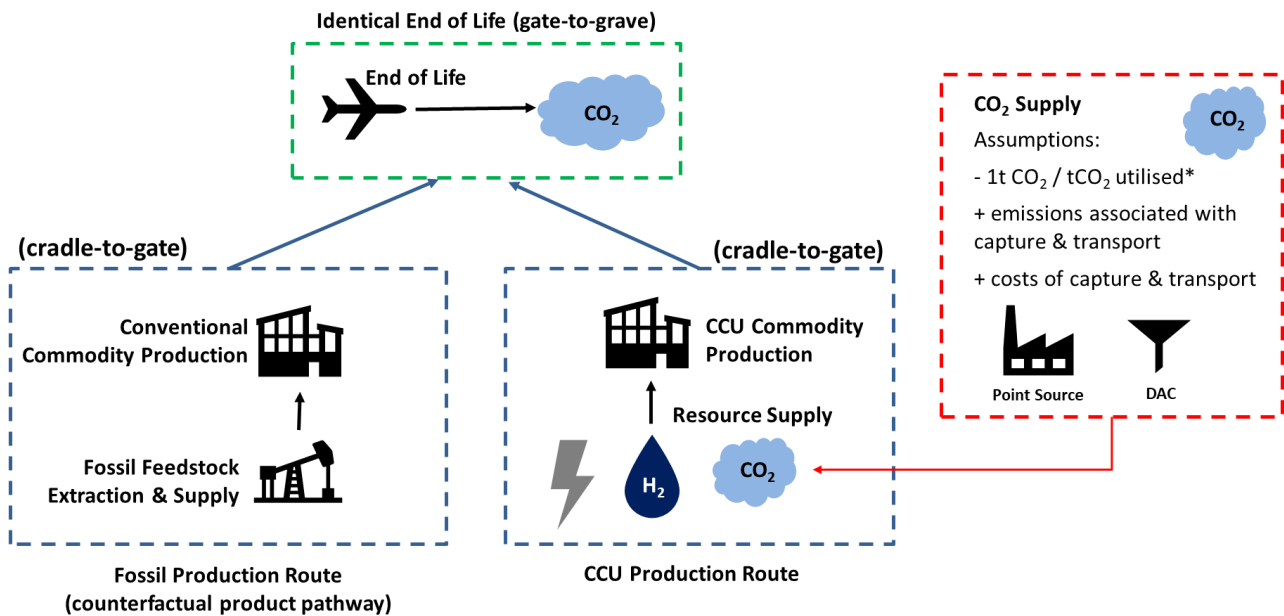 Identical End of Life (gate-to-grave)
End of Life
CO₂
(cradle-to-gate)
Conventional
Commodity Production
Fossil Feedstock
Extraction & Supply
Fossil Production Route
(counterfactual product pathway)
(cradle-to-gate)
CCU Commodity
Production
Resource Supply
H₂
CO₂
CCU Production Route
CO₂ Supply
CO₂
Assumptions:
- 1t CO₂ / tCO₂ utilised*
+ emissions associated with
capture & transport
+ costs of capture & transport
Point Source
DAC